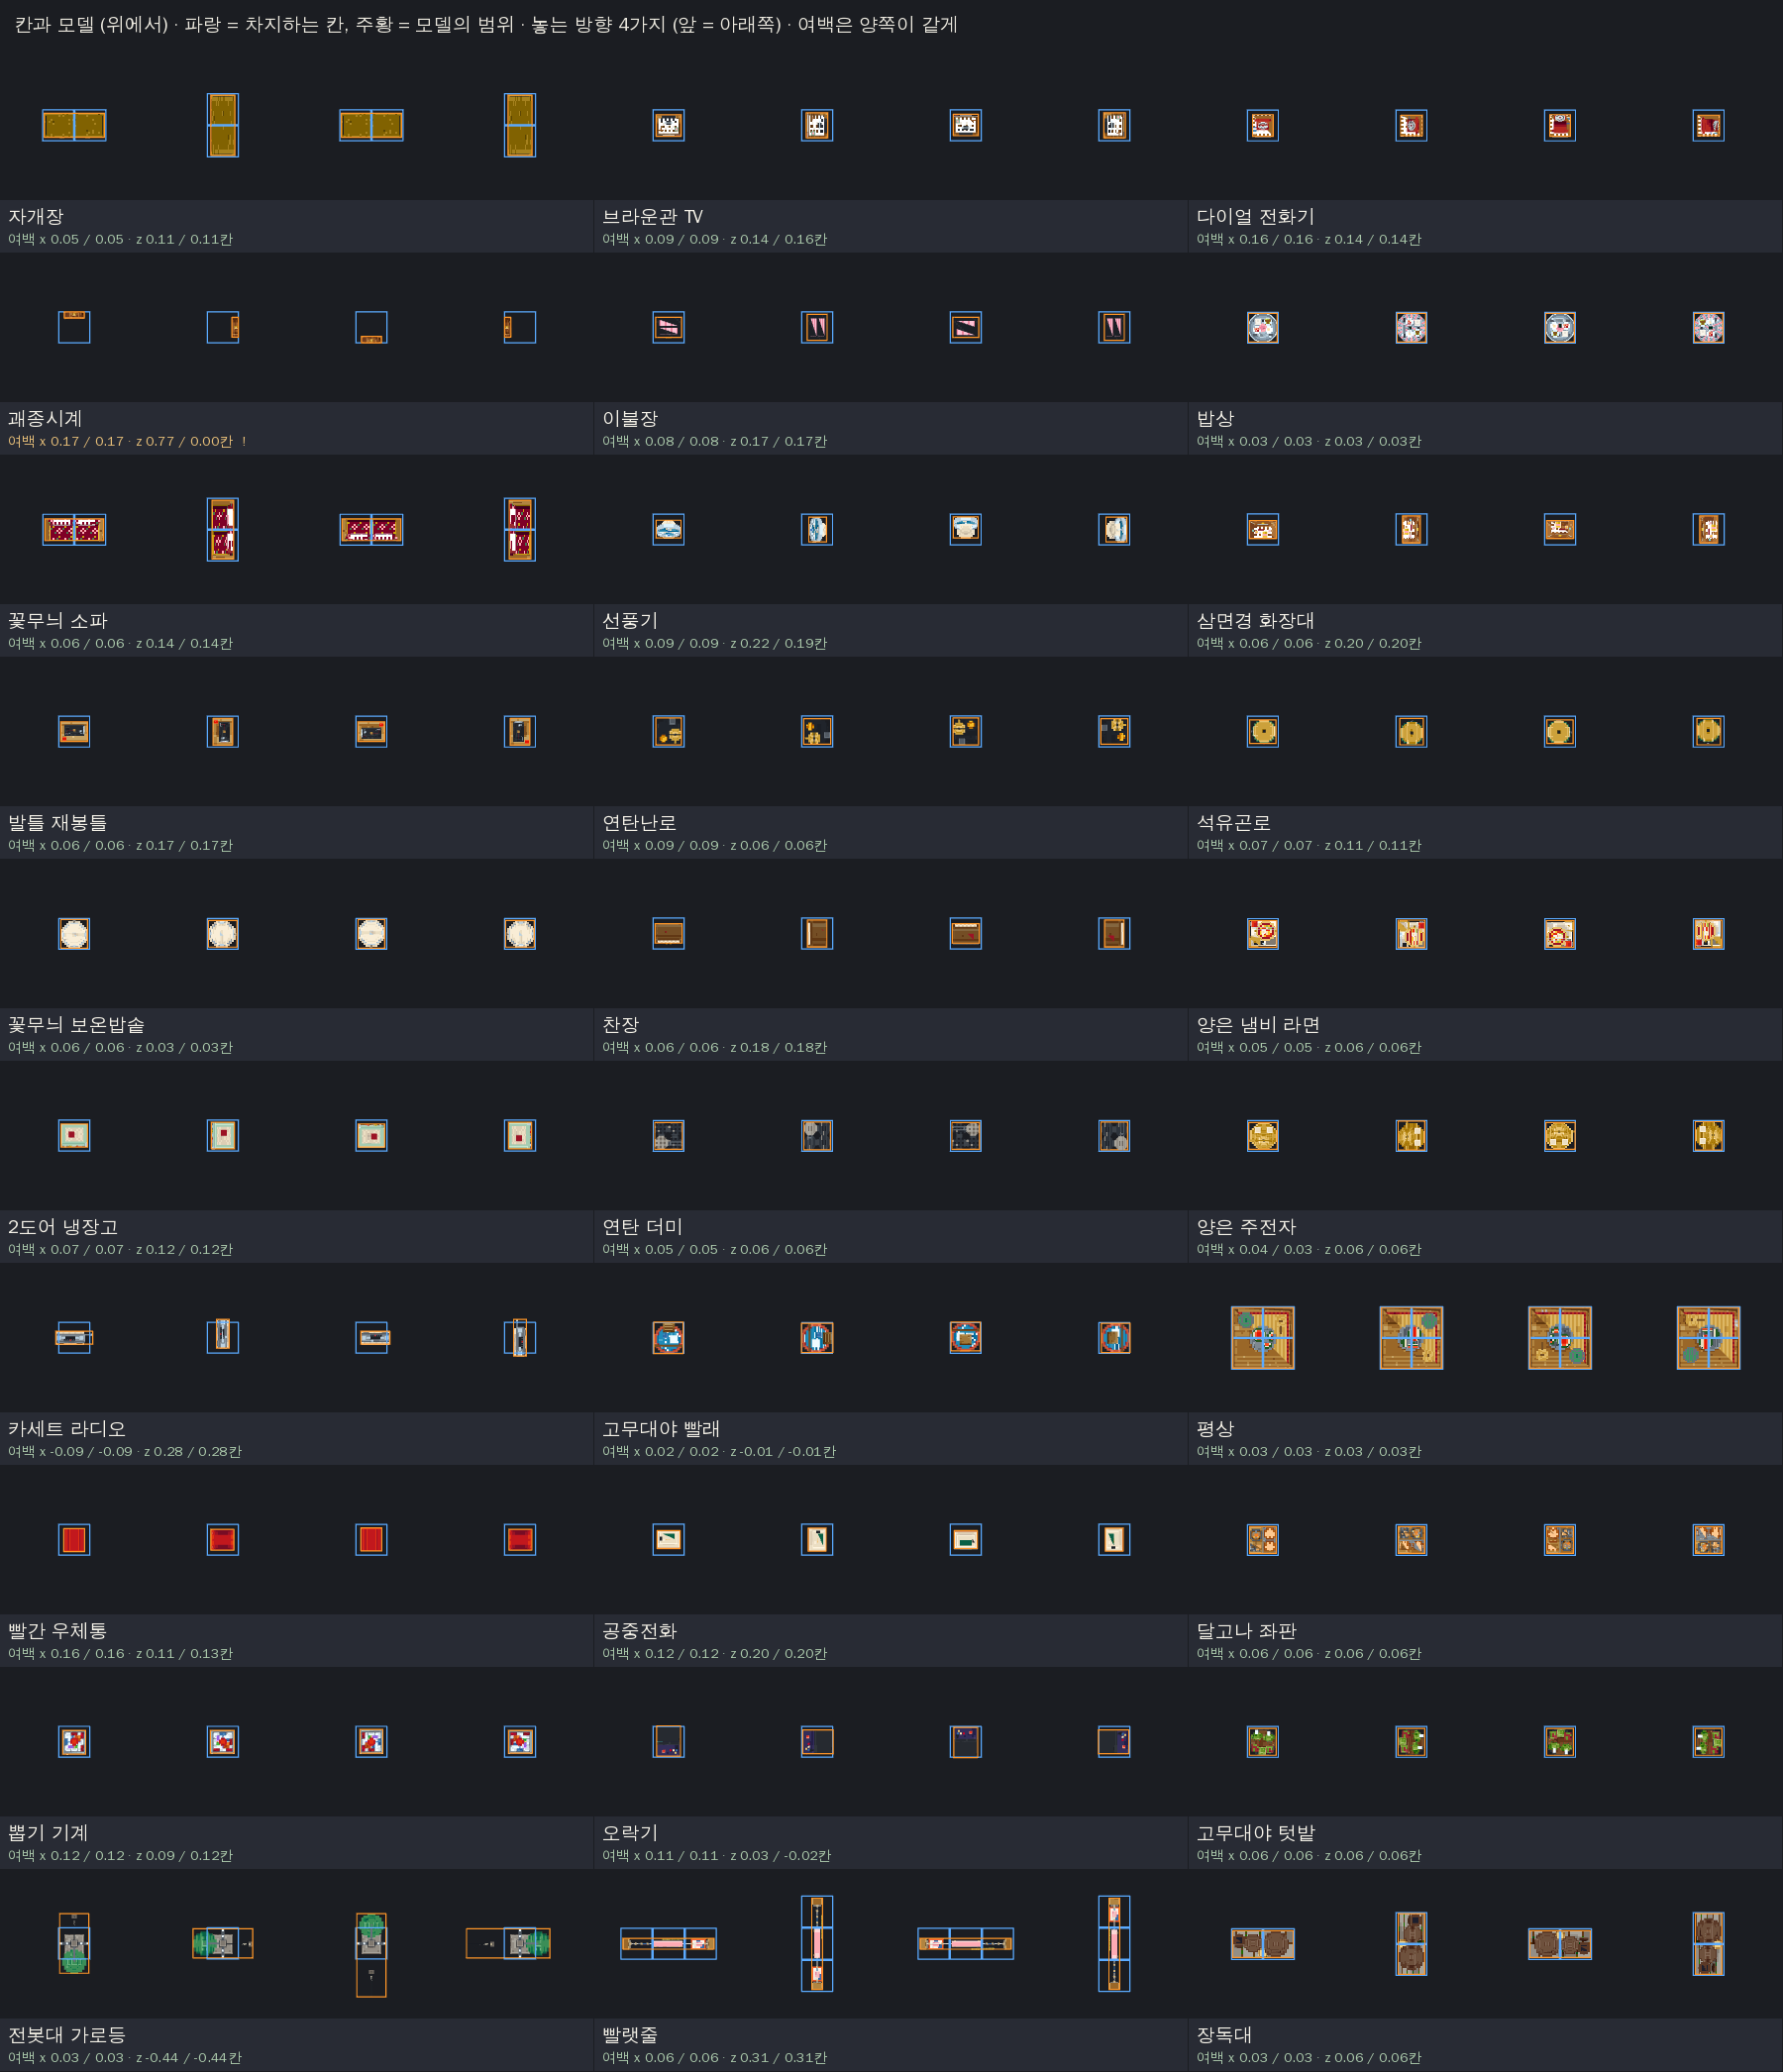 칸과 모델 (위에서) · 파랑 = 차지하는 칸, 주황 = 모델의 범위 · 놓는 방향 4가지 (앞 = 아래쪽) · 여백은 양쪽이 같게
자개장
여백 x 0.05 / 0.05 · z 0.11 / 0.11칸
브라운관 TV
여백 x 0.09 / 0.09 · z 0.14 / 0.16칸
다이얼 전화기
여백 x 0.16 / 0.16 · z 0.14 / 0.14칸
괘종시계
여백 x 0.17 / 0.17 · z 0.77 / 0.00칸 !
이불장
여백 x 0.08 / 0.08 · z 0.17 / 0.17칸
밥상
여백 x 0.03 / 0.03 · z 0.03 / 0.03칸
꽃무늬 소파
여백 x 0.06 / 0.06 · z 0.14 / 0.14칸
선풍기
여백 x 0.09 / 0.09 · z 0.22 / 0.19칸
삼면경 화장대
여백 x 0.06 / 0.06 · z 0.20 / 0.20칸
발틀 재봉틀
여백 x 0.06 / 0.06 · z 0.17 / 0.17칸
연탄난로
여백 x 0.09 / 0.09 · z 0.06 / 0.06칸
석유곤로
여백 x 0.07 / 0.07 · z 0.11 / 0.11칸
꽃무늬 보온밥솥
여백 x 0.06 / 0.06 · z 0.03 / 0.03칸
찬장
여백 x 0.06 / 0.06 · z 0.18 / 0.18칸
양은 냄비 라면
여백 x 0.05 / 0.05 · z 0.06 / 0.06칸
2도어 냉장고
여백 x 0.07 / 0.07 · z 0.12 / 0.12칸
연탄 더미
여백 x 0.05 / 0.05 · z 0.06 / 0.06칸
양은 주전자
여백 x 0.04 / 0.03 · z 0.06 / 0.06칸
카세트 라디오
여백 x -0.09 / -0.09 · z 0.28 / 0.28칸
고무대야 빨래
여백 x 0.02 / 0.02 · z -0.01 / -0.01칸
평상
여백 x 0.03 / 0.03 · z 0.03 / 0.03칸
빨간 우체통
여백 x 0.16 / 0.16 · z 0.11 / 0.13칸
공중전화
여백 x 0.12 / 0.12 · z 0.20 / 0.20칸
달고나 좌판
여백 x 0.06 / 0.06 · z 0.06 / 0.06칸
뽑기 기계
여백 x 0.12 / 0.12 · z 0.09 / 0.12칸
오락기
여백 x 0.11 / 0.11 · z 0.03 / -0.02칸
고무대야 텃밭
여백 x 0.06 / 0.06 · z 0.06 / 0.06칸
전봇대 가로등
여백 x 0.03 / 0.03 · z -0.44 / -0.44칸
빨랫줄
여백 x 0.06 / 0.06 · z 0.31 / 0.31칸
장독대
여백 x 0.03 / 0.03 · z 0.06 / 0.06칸